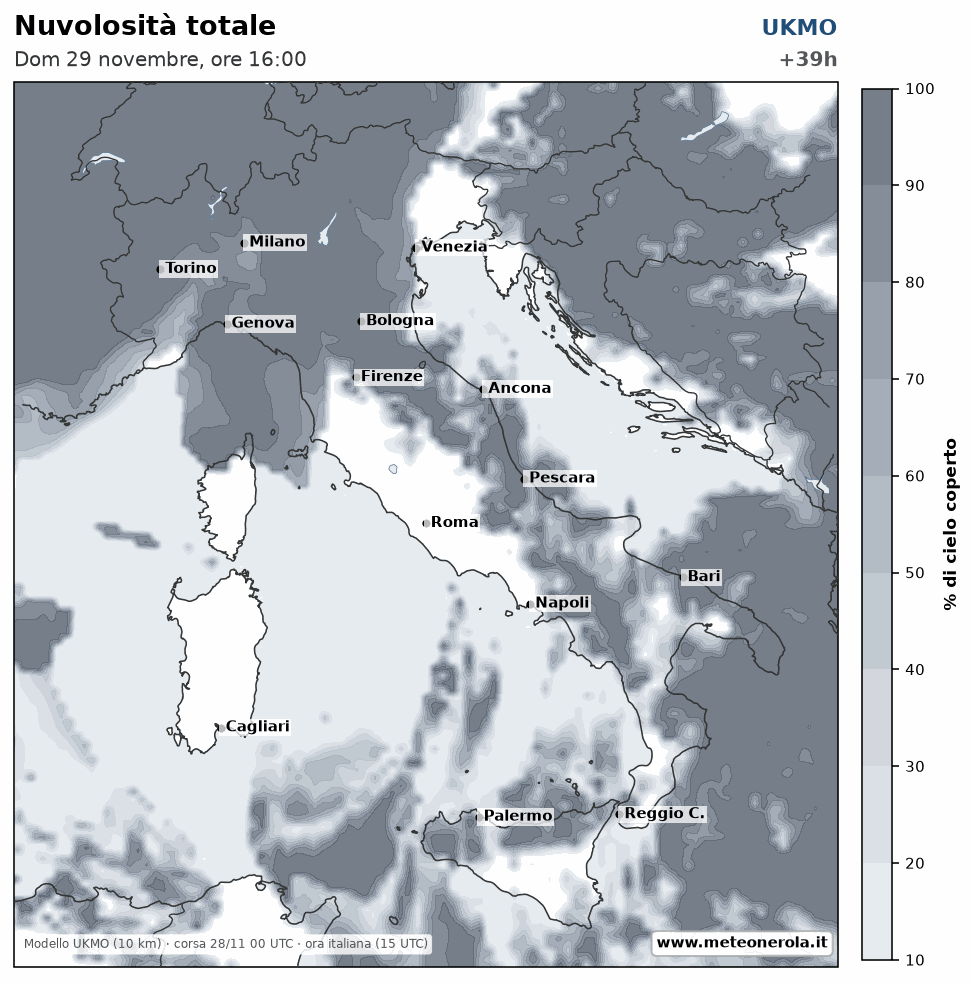 Nuvolosità totale
UKMO
Dom 29 novembre, ore 16:00
+39h
100
90
80
70
60
50
40
30
20
10
% di cielo coperto
Milano
Venezia
Torino
Genova
Bologna
Firenze
Ancona
Pescara
Roma
Bari
Napoli
Cagliari
Palermo
Reggio C.
Modello UKMO (10 km) · corsa 28/11 00 UTC · ora italiana (15 UTC)
www.meteonerola.it